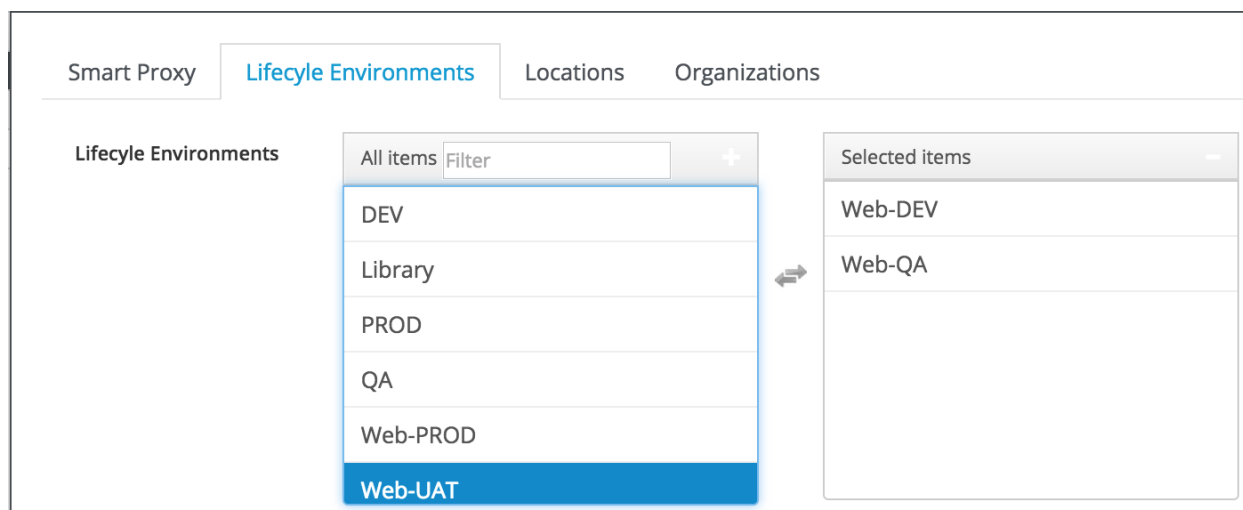 Smart Proxy Lifecyle Environments Locations Organizations
Lifecyle Environments
All items Filter
DEV
Library
PROD
QA
Web-PROD
Web-UAT
Selected items
Web-DEV
Web-QA